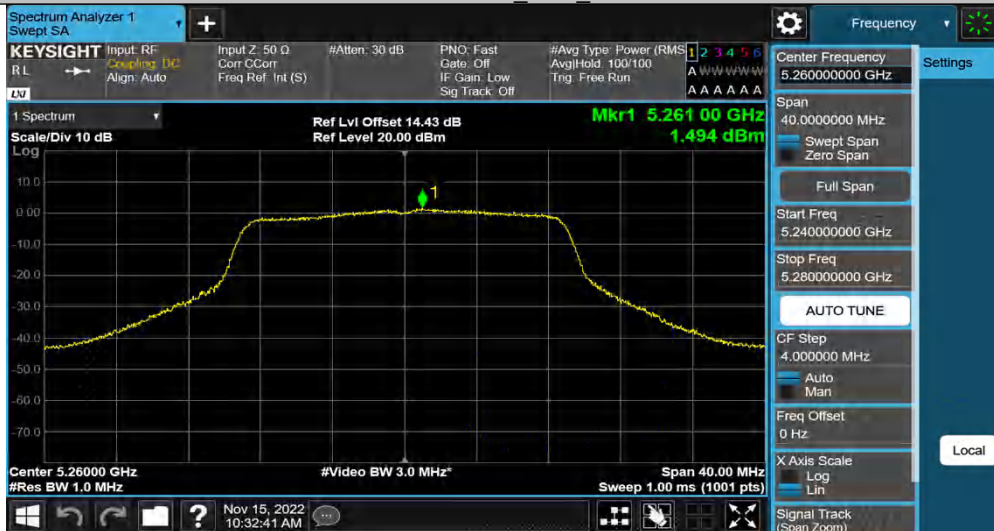 Spectrum Analyzer 1
Swept SA
+
Frequency
KEYSIGHT
RL
LXI
Input: RF
Coupling: DC
Align: Auto
Input Z: 50 Ω
Corr CCorr
Freq Ref: Int (S)
#Atten: 30 dB
PNO: Fast
Gate: Off
IF Gain: Low
Sig Track: Off
#Avg Type: Power (RMS
Avg|Hold: 100/100
Trig: Free Run
1 2 3 4 5 6
A W W W W W
A A A A A A
1 Spectrum
Scale/Div 10 dB
Log
Ref Lvl Offset 14.43 dB
Ref Level 20.00 dBm
Mkr1 5.261 00 GHz
1.494 dBm
1
10.0
0.00
-10.0
-20.0
-30.0
-40.0
-50.0
-60.0
-70.0
Center 5.26000 GHz
#Res BW 1.0 MHz
#Video BW 3.0 MHz*
Span 40.00 MHz
Sweep 1.00 ms (1001 pts)
?
Nov 15, 2022
10:32:41 AM
Center Frequency
5.260000000 GHz
Span
40.0000000 MHz
Swept Span
Zero Span
Full Span
Start Freq
5.240000000 GHz
Stop Freq
5.280000000 GHz
AUTO TUNE
CF Step
4.000000 MHz
Auto
Man
Freq Offset
0 Hz
X Axis Scale
Log
Lin
Signal Track
(Span Zoom)
Settings
Local